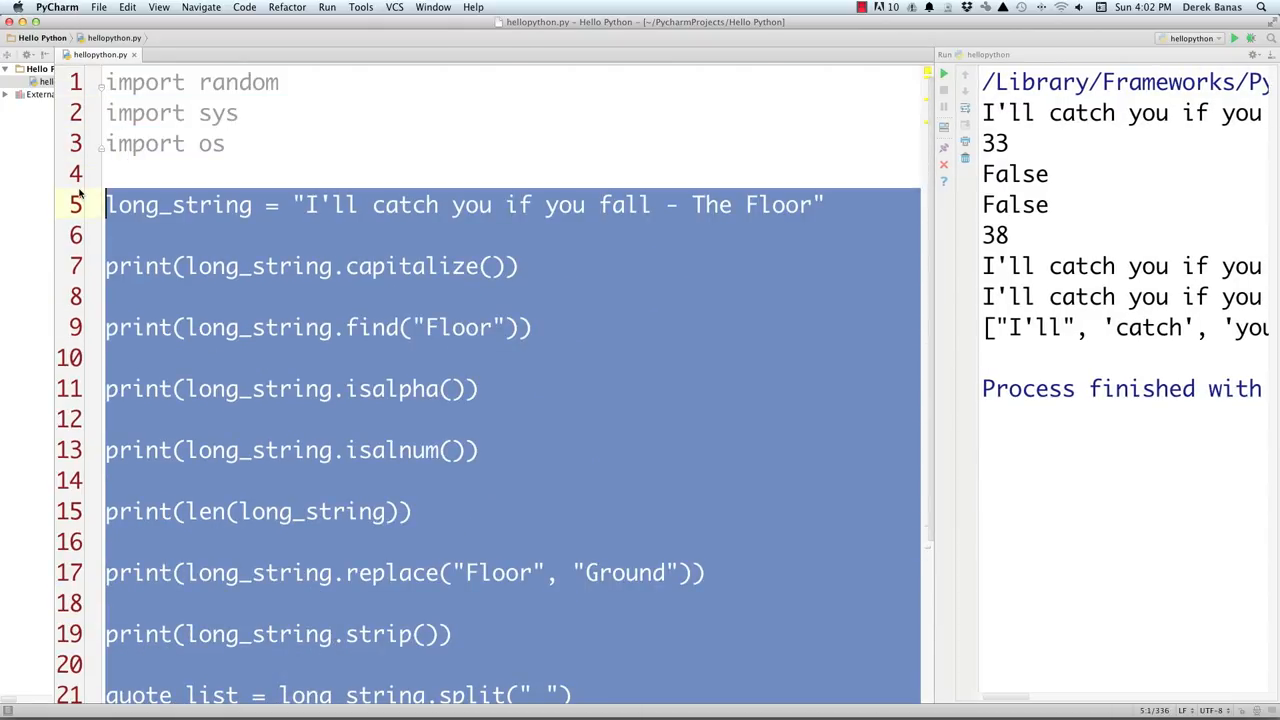 PyCharm File Edit View Navigate Code Refactor Run Tools VCS Window Help 10 Sun 4:02 PM Derek Banas
hellopython.py – Hello Python – [~/PycharmProjects/Hello Python]
Hello Python hellopython.py hellopython
hellopython.py Run hellopython
Hello P
hell
Extern
1 import random
2 import sys
3 import os
4
5 long_string = "I'll catch you if you fall - The Floor"
6
7 print(long_string.capitalize())
8
9 print(long_string.find("Floor"))
10
11 print(long_string.isalpha())
12
13 print(long_string.isalnum())
14
15 print(len(long_string))
16
17 print(long_string.replace("Floor", "Ground"))
18
19 print(long_string.strip())
20
21 quote_list = long_string.split(" ")
/Library/Frameworks/Py
I'll catch you if you
33
False
False
38
I'll catch you if you
I'll catch you if you
["I'll", 'catch', 'you
Process finished with
5:1/336 LF UTF-8